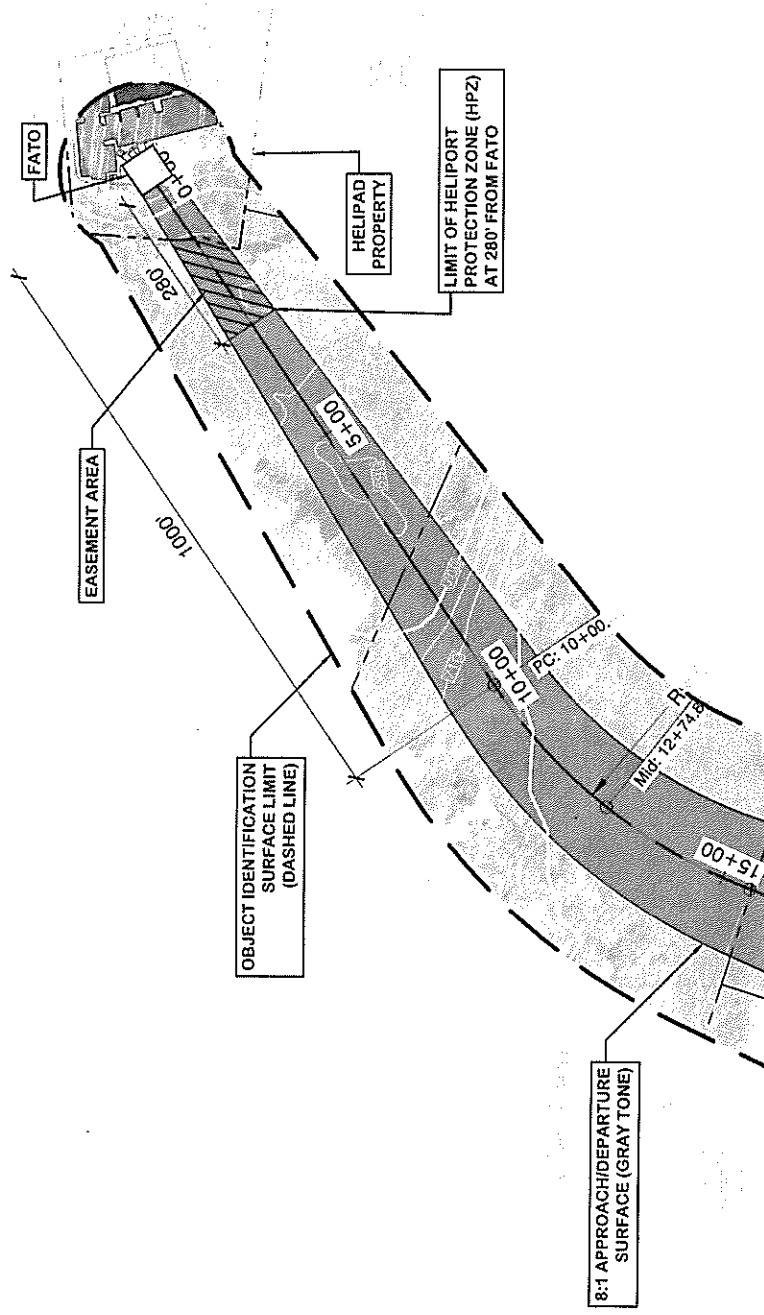 FATO
EASEMENT AREA
1000'
280'
0+00
OBJECT IDENTIFICATION
SURFACE LIMIT
(DASHED LINE)
5+00
HELIPAD
PROPERTY
LIMIT OF HELIPORT
PROTECTION ZONE (HPZ)
AT 280' FROM FATO
10+00
PC: 10+00.
R
Mid: 12+74.8
15+00
8:1 APPROACH/DEPARTURE
SURFACE (GRAY TONE)